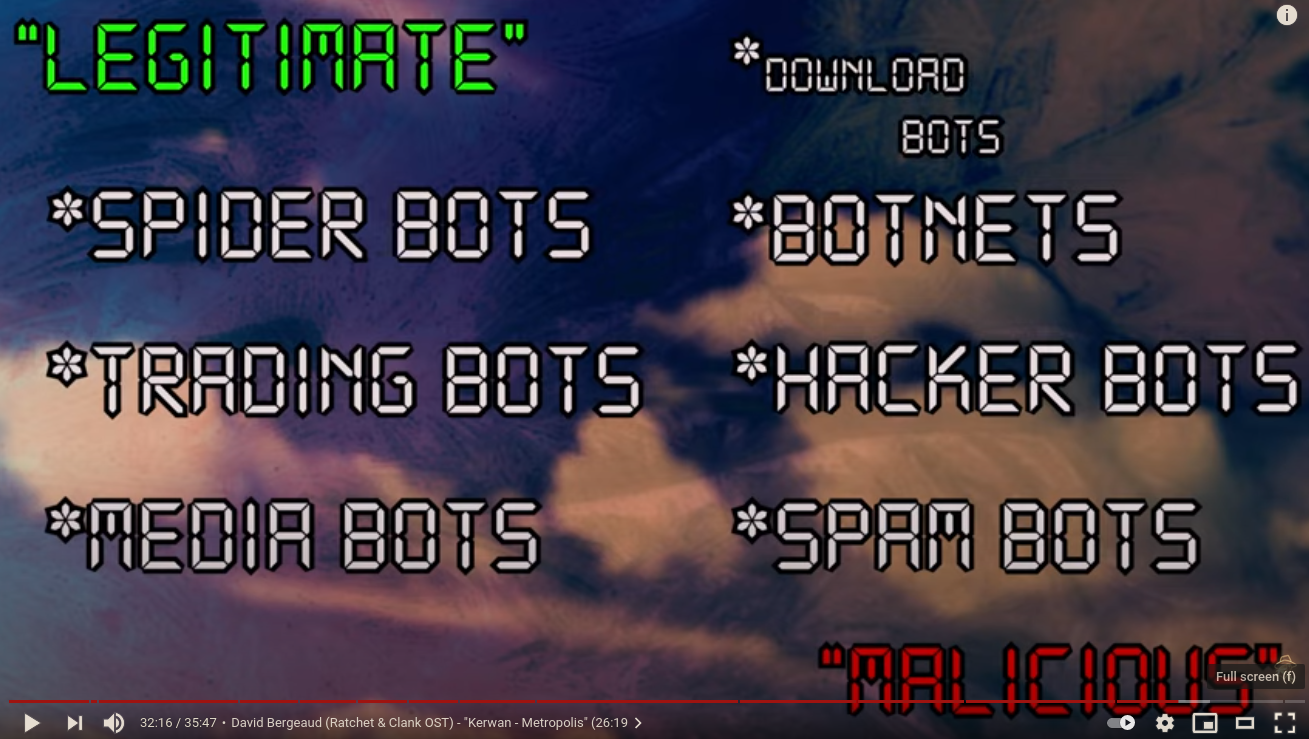 "LEGITIMATE"
*SPIDER BOTS
*TRADING BOTS
*MEDIA BOTS
*DOWNLOAD
BOTS
*BOTNETS
*HACKER BOTS
*SPAM BOTS
"MALICIOUS"
Full screen (f)
32:16 / 35:47 • David Bergeaud (Ratchet & Clank OST) - "Kerwan - Metropolis" (26:19